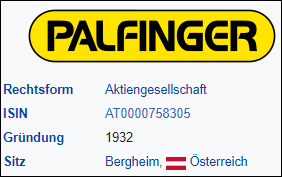 PALFINGER
Rechtsform Aktiengesellschaft
ISIN AT0000758305
Gründung 1932
Sitz Bergheim, Österreich